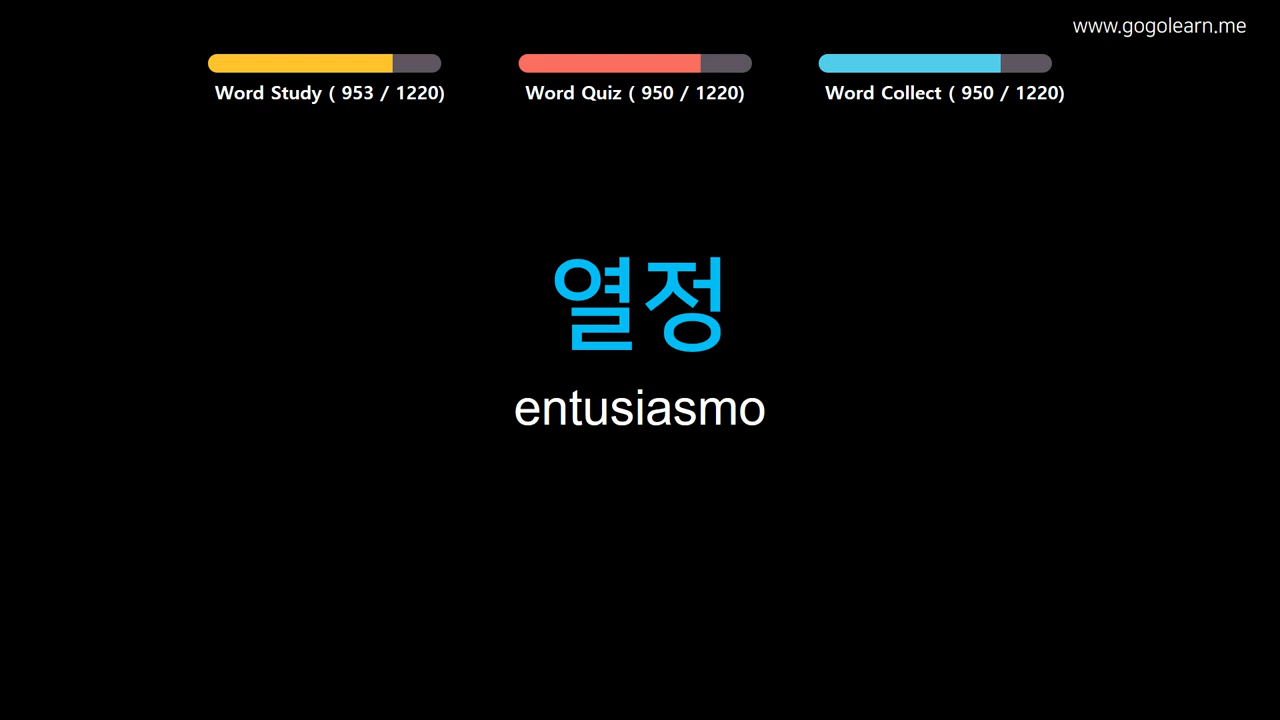 www.gogolearn.me
Word Study ( 953 / 1220)
Word Quiz ( 950 / 1220)
Word Collect ( 950 / 1220)
열정
entusiasmo